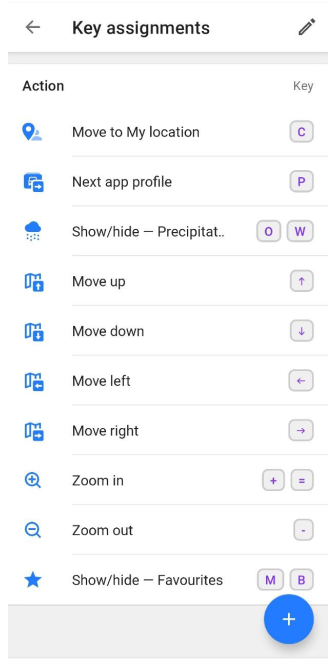 Key assignments
Action Key
Move to My location C
Next app profile P
Show/hide — Precipitat.. O W
Move up ↑
Move down ↓
Move left ←
Move right →
Zoom in + =
Zoom out -
Show/hide — Favourites M B
+